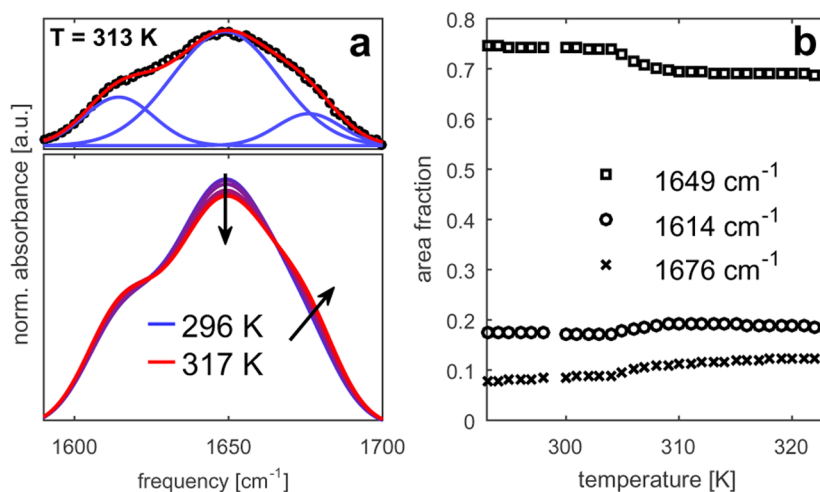 T = 313 K
a
norm. absorbance [a.u.]
296 K
317 K
1600
1650
1700
frequency [cm⁻¹]
b
0.8
0.7
0.6
0.5
0.4
0.3
0.2
0.1
0
area fraction
1649 cm⁻¹
1614 cm⁻¹
1676 cm⁻¹
300
310
320
temperature [K]